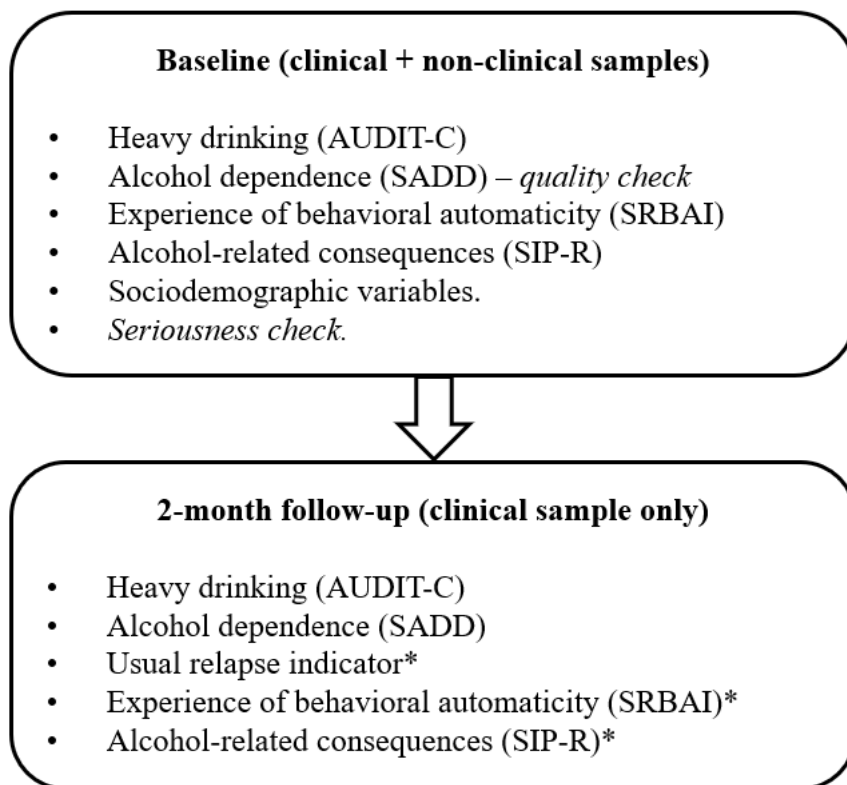 Baseline (clinical + non-clinical samples)
• Heavy drinking (AUDIT-C)
• Alcohol dependence (SADD) – quality check
• Experience of behavioral automaticity (SRBAI)
• Alcohol-related consequences (SIP-R)
• Sociodemographic variables.
• Seriousness check.
2-month follow-up (clinical sample only)
• Heavy drinking (AUDIT-C)
• Alcohol dependence (SADD)
• Usual relapse indicator*
• Experience of behavioral automaticity (SRBAI)*
• Alcohol-related consequences (SIP-R)*